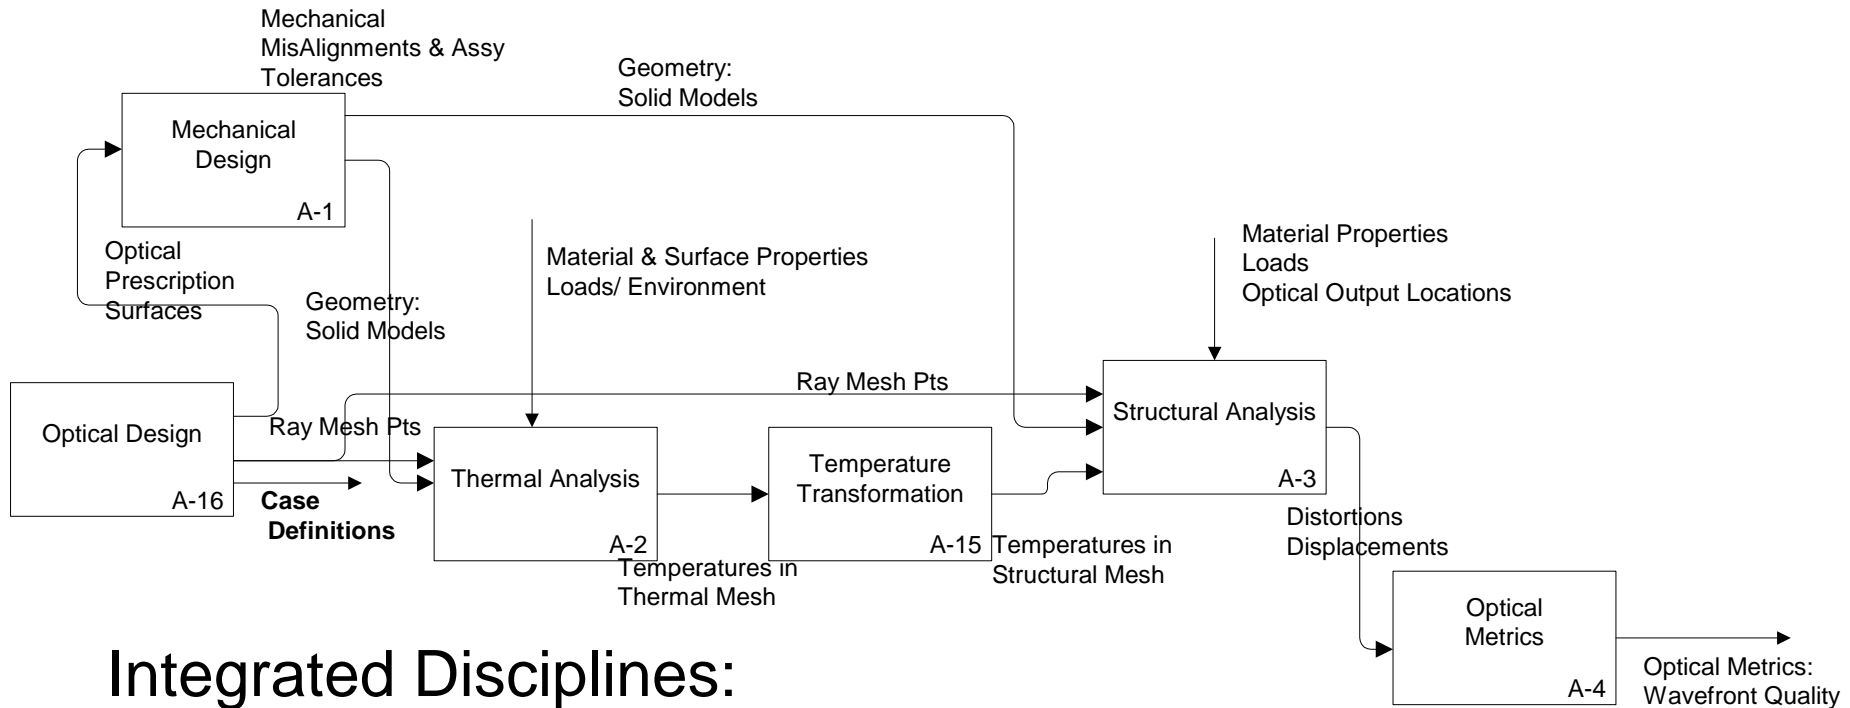 Mechanical
MisAlignments & Assy
Tolerances
Geometry:
Solid Models
Mechanical
Design
A-1
Optical
Prescription
Surfaces
Geometry:
Solid Models
Material & Surface Properties
Loads/ Environment
Material Properties
Loads
Optical Output Locations
Optical Design
A-16
Ray Mesh Pts
Case
Definitions
Ray Mesh Pts
Thermal Analysis
A-2
Temperatures in
Thermal Mesh
Temperature
Transformation
A-15
Temperatures in
Structural Mesh
Structural Analysis
A-3
Distortions
Displacements
Optical
Metrics
A-4
Optical Metrics:
Wavefront Quality
Integrated Disciplines: